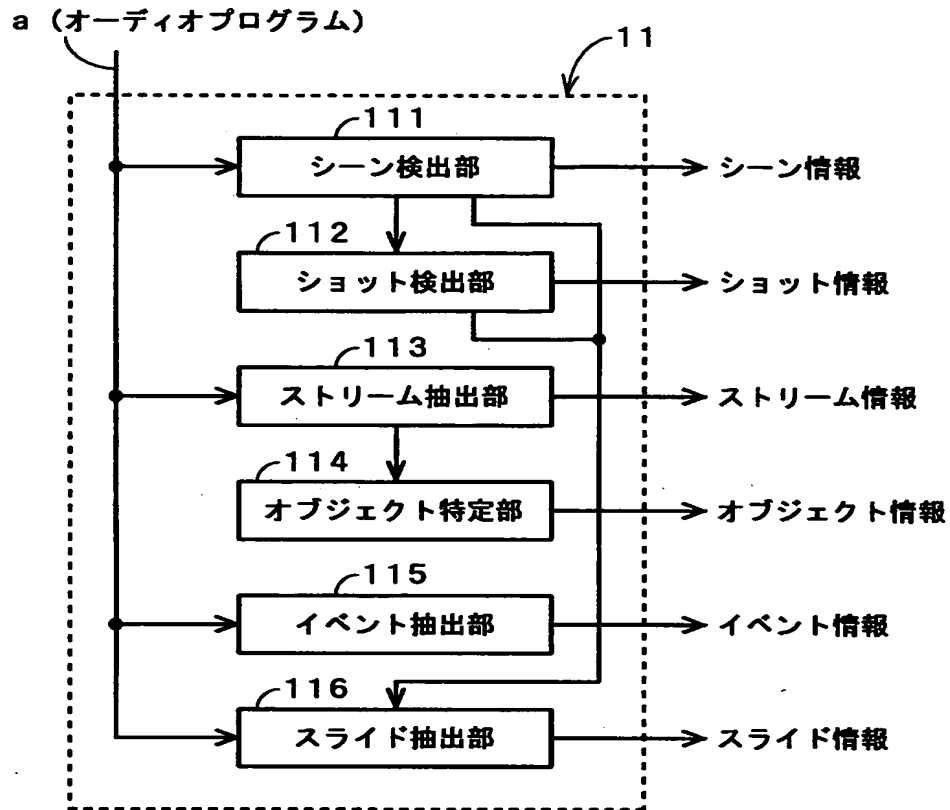 a (オーディオプログラム)
11
111
シーン検出部
シーン情報
112
ショット検出部
ショット情報
113
ストリーム抽出部
ストリーム情報
114
オブジェクト特定部
オブジェクト情報
115
イベント抽出部
イベント情報
116
スライド抽出部
スライド情報